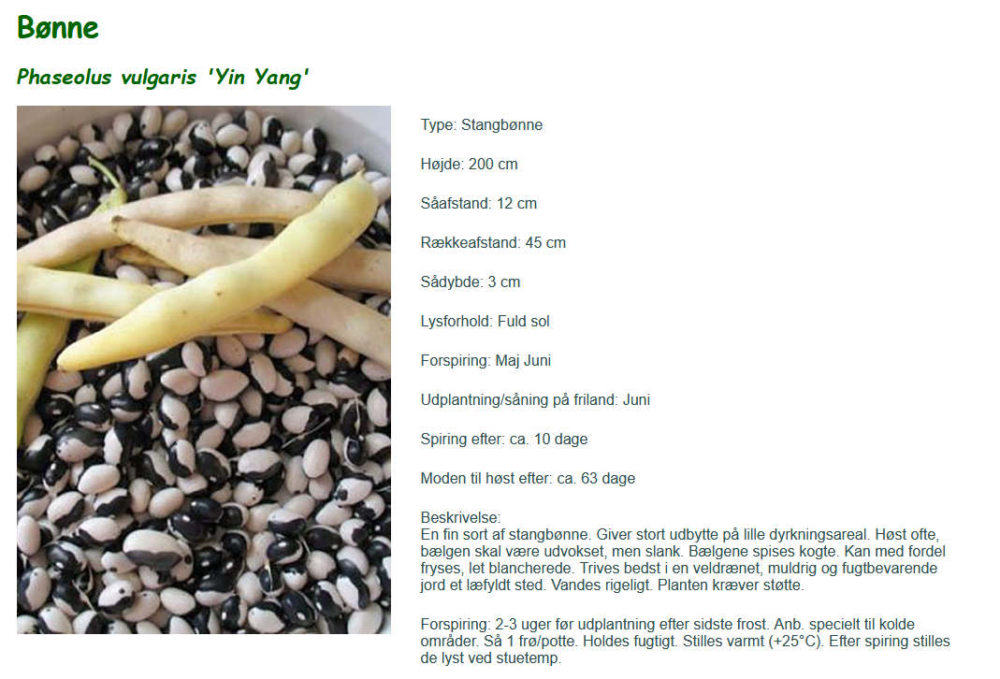 Bønne
Phaseolus vulgaris 'Yin Yang'
Type: Stangbønne
Højde: 200 cm
Såafstand: 12 cm
Rækkeafstand: 45 cm
Sådybde: 3 cm
Lysforhold: Fuld sol
Forspiring: Maj Juni
Udplantning/såning på friland: Juni
Spiring efter: ca. 10 dage
Moden til høst efter: ca. 63 dage
Beskrivelse:
En fin sort af stangbønne. Giver stort udbytte på lille dyrkningsareal. Høst ofte,
bælgen skal være udvokset, men slank. Bælgene spises kogte. Kan med fordel
fryses, let blancherede. Trives bedst i en veldrænet, muldrig og fugtbevarende
jord et læfyldt sted. Vandes rigeligt. Planten kræver støtte.
Forspiring: 2-3 uger før udplantning efter sidste frost. Anb. specielt til kolde
områder. Så 1 frø/potte. Holdes fugtigt. Stilles varmt (+25°C). Efter spiring stilles
de lyst ved stuetemp.